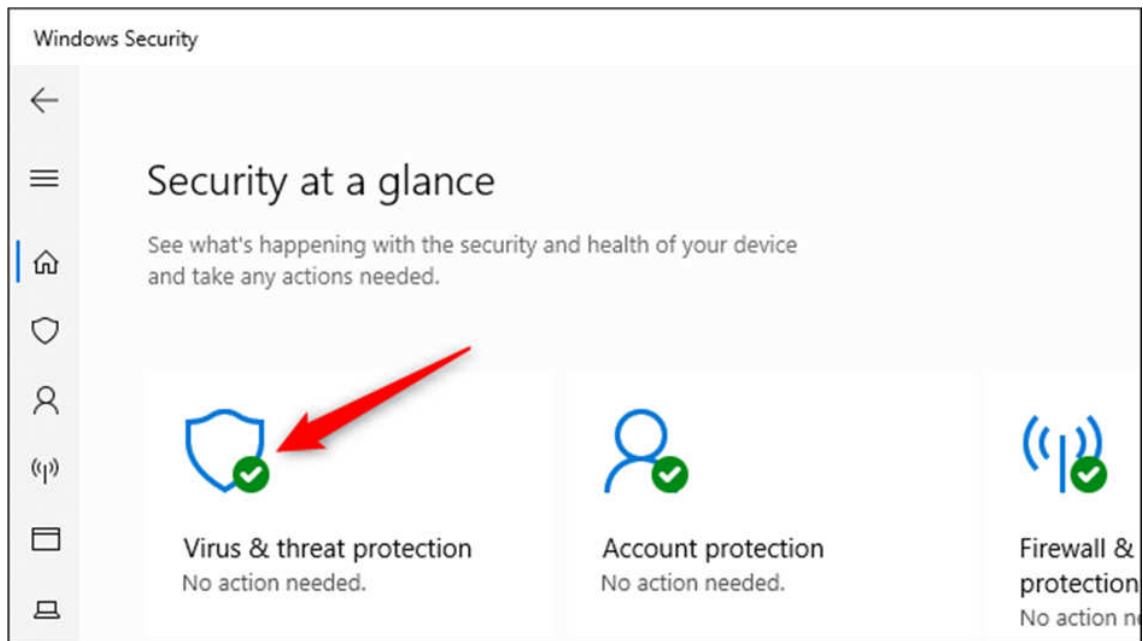 Windows Security
Security at a glance
See what's happening with the security and health of your device
and take any actions needed.
Virus & threat protection
No action needed.
Account protection
No action needed.
Firewall &
protection
No action